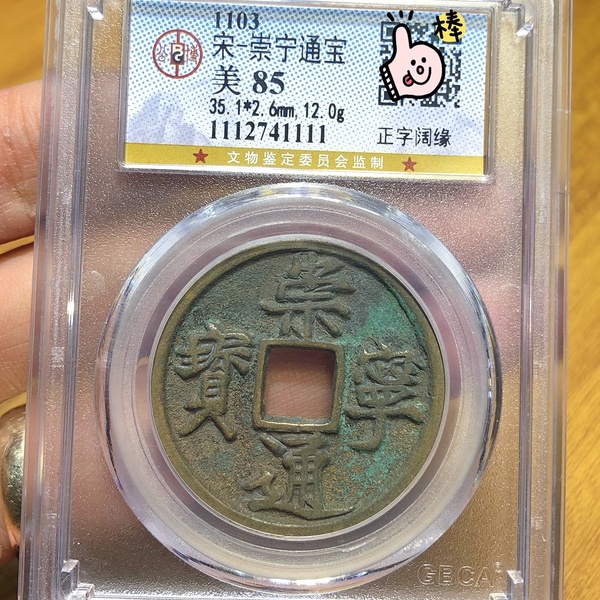 1103
宋-崇宁通宝
美 85
35.1*2.6mm,12.0g
1112741111
正字阔缘
棒
★ 文物鉴定委员会监制 ★
崇寧通寳
GBCA